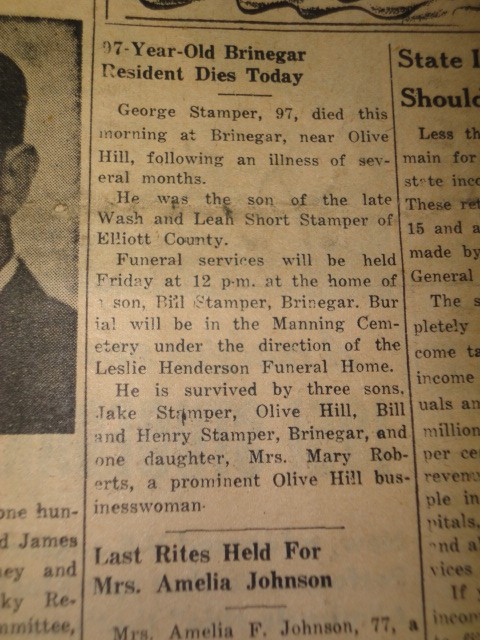 97-Year-Old Brinegar
Resident Dies Today
George Stamper, 97, died this
morning at Brinegar, near Olive
Hill, following an illness of sev-
eral months.
He was the son of the late
Wash and Leah Short Stamper of
Elliott County.
Funeral services will be held
Friday at 12 p.m. at the home of
a son, Bill Stamper, Brinegar. Bur
ial will be in the Manning Cem-
etery under the direction of the
Leslie Henderson Funeral Home.
He is survived by three sons,
Jake Stamper, Olive Hill, Bill
and Henry Stamper, Brinegar, and
one daughter, Mrs. Mary Rob-
erts, a prominent Olive Hill bus-
inesswoman.
Last Rites Held For
Mrs. Amelia Johnson
Mrs. Amelia F. Johnson, 77, a
State
Should
Less
main for
state
These
15 and a
made by
General
The
pletely
come
income
uals
million
per
ple in
and
vices
If
one hun-
James
and
ky Re-
mmittee,